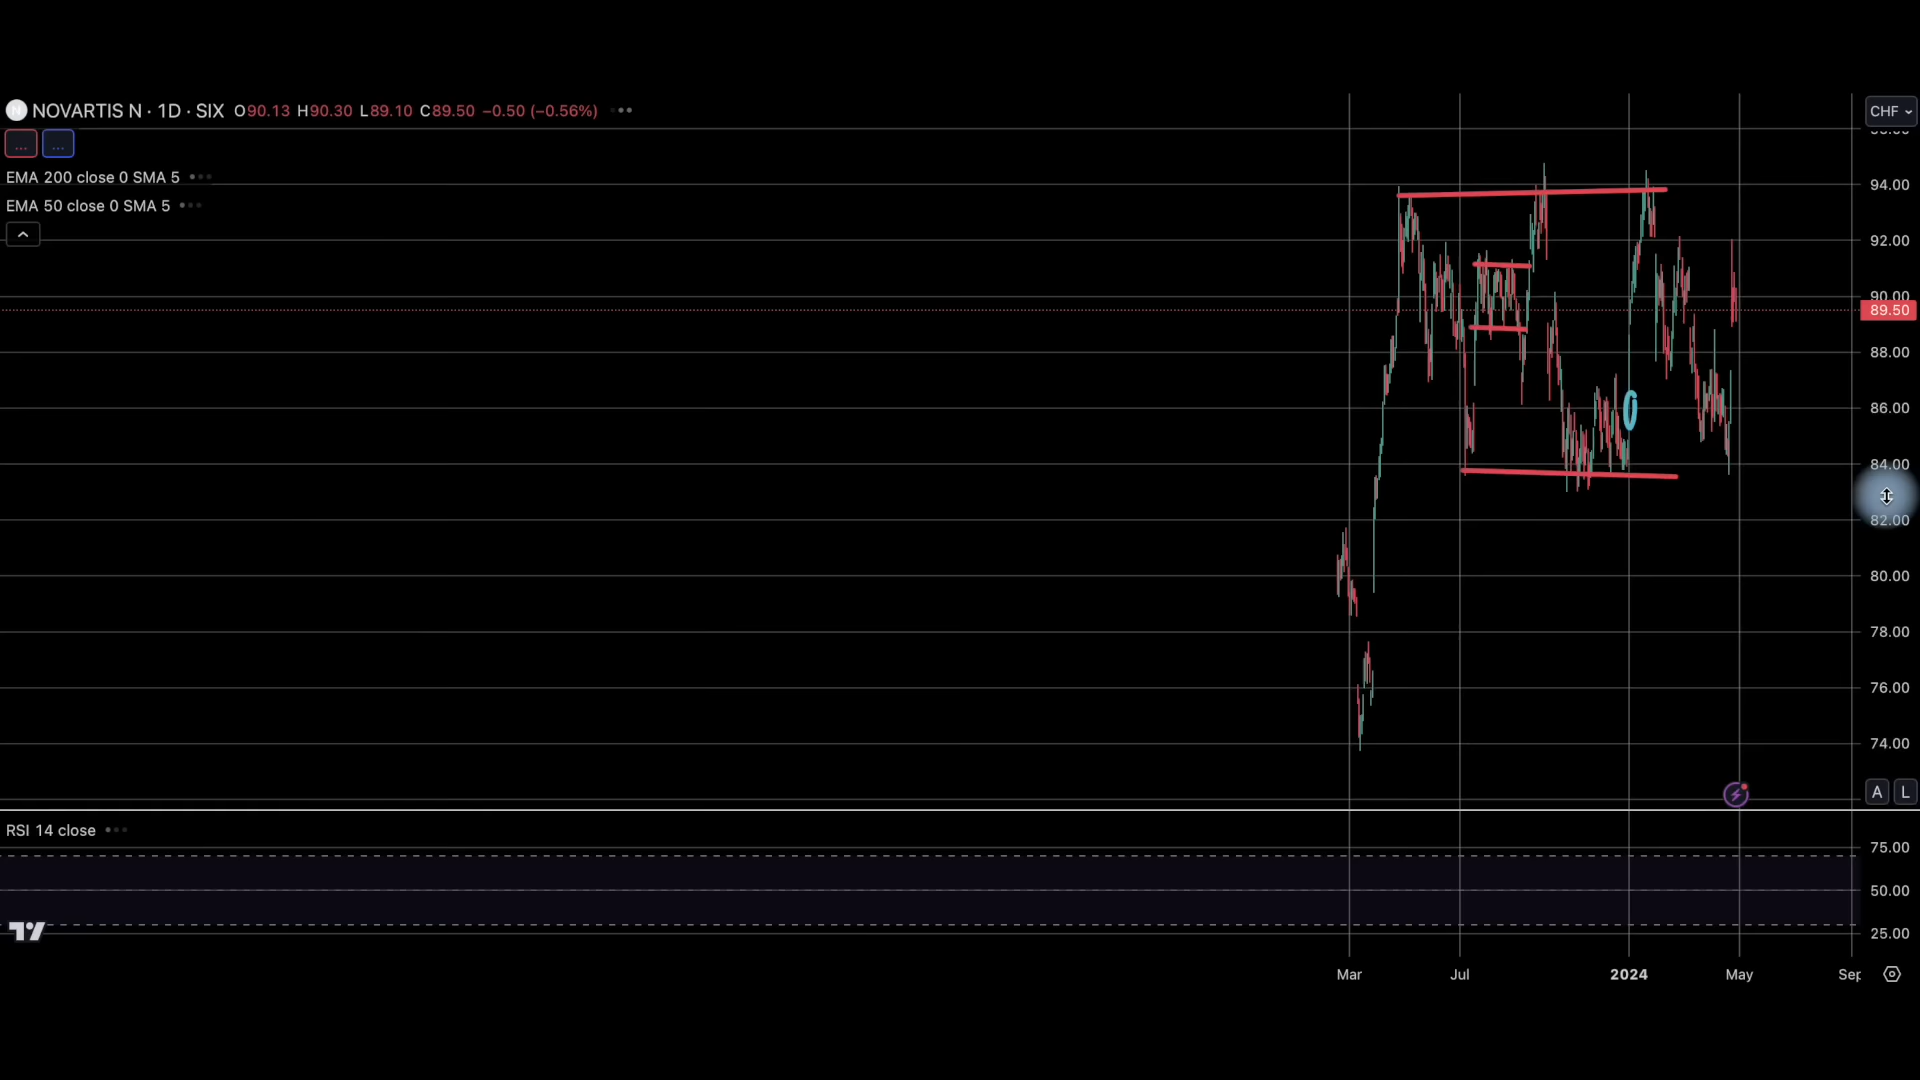 NOVARTIS N · 1D · SIX O90.13 H90.30 L89.10 C89.50 −0.50 (−0.56%)
CHF
EMA 200 close 0 SMA 5
EMA 50 close 0 SMA 5
94.00
92.00
90.00
89.50
88.00
86.00
84.00
82.00
80.00
78.00
76.00
74.00
A L
RSI 14 close
75.00
50.00
25.00
Mar Jul 2024 May Sep